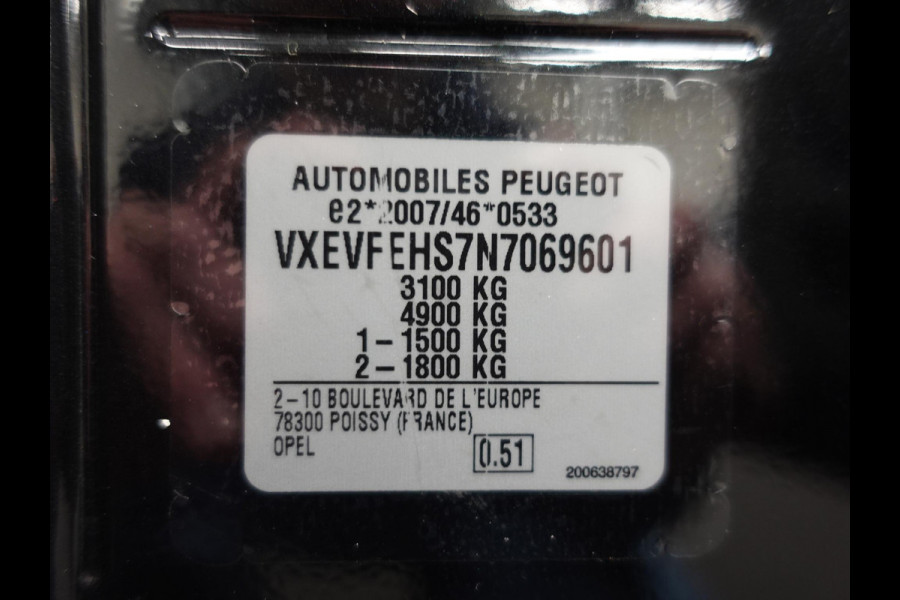 AUTOMOBILES PEUGEOT
e2*2007/46*0533
VXEVFEHS7N7069601
3100 KG
4900 KG
1 – 1500 KG
2 – 1800 KG
2 – 10 BOULEVARD DE L'EUROPE
78300 POISSY (FRANCE)
OPEL
0.51
200638797